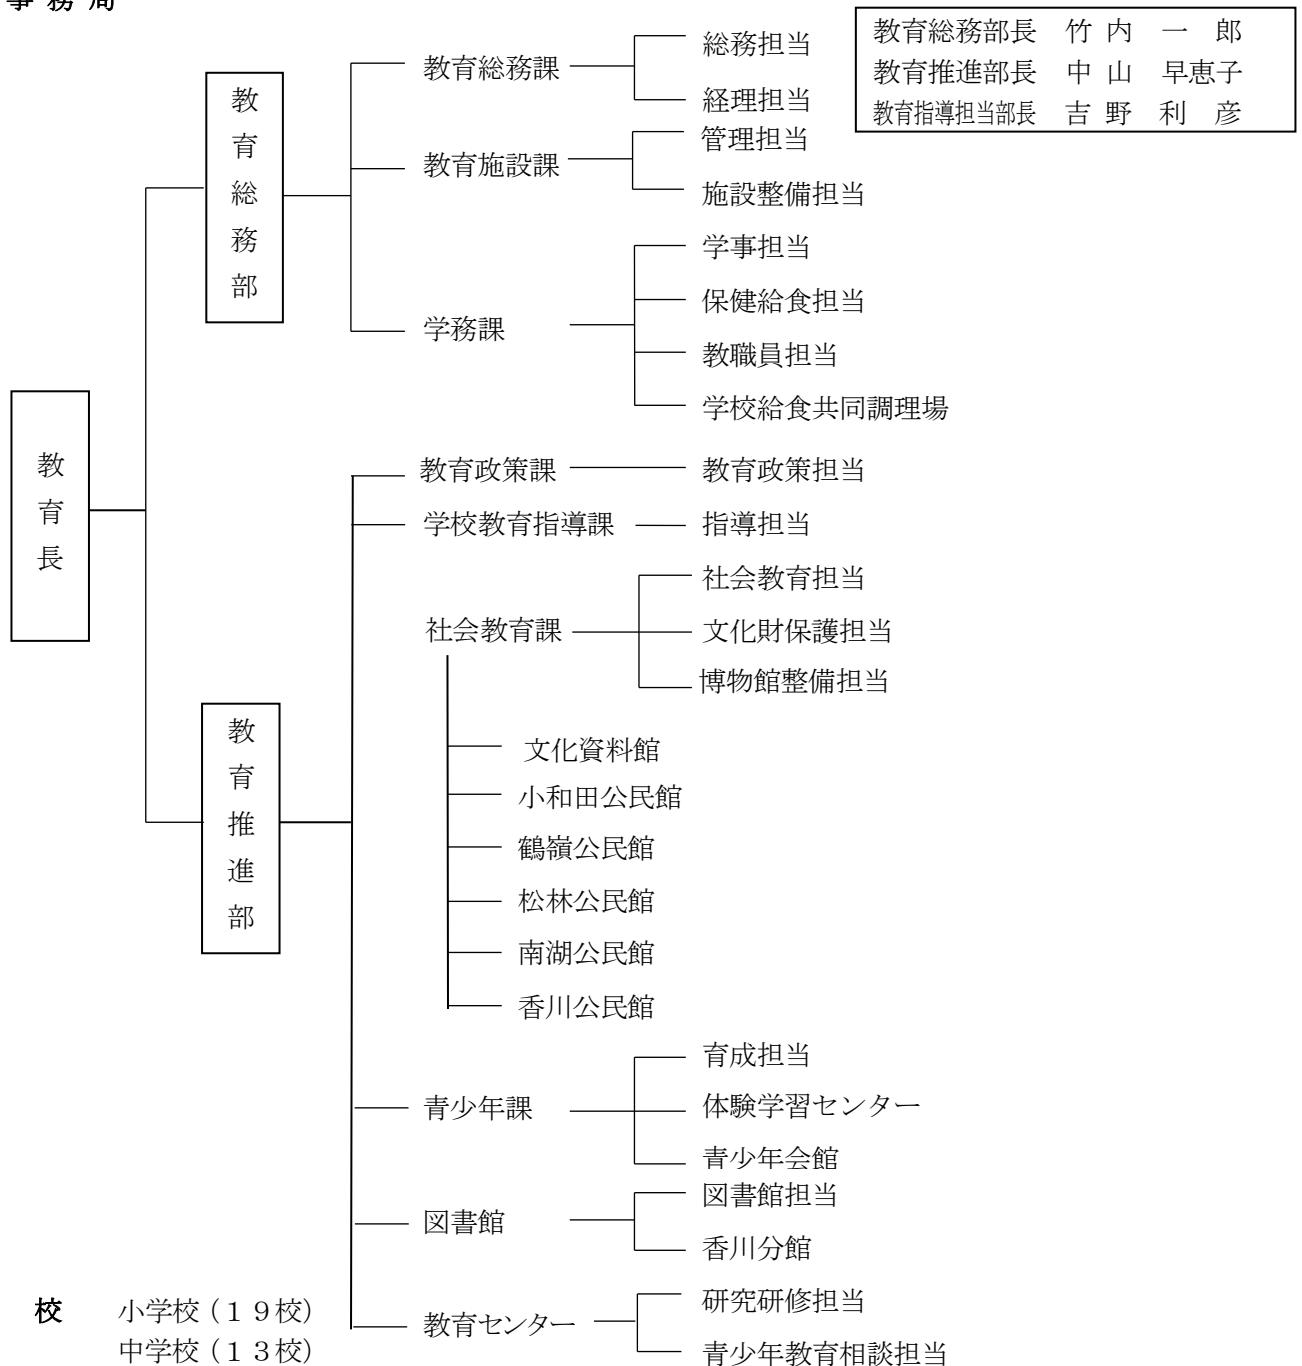 事務局
教育総務部長　竹内　一　郎
教育推進部長　中山　早恵子
教育指導担当部長　吉野　利　彦
教育長
教育総務部
教育総務課
総務担当
経理担当
教育施設課
管理担当
施設整備担当
学務課
学事担当
保健給食担当
教職員担当
学校給食共同調理場
教育推進部
教育政策課
教育政策担当
学校教育指導課
指導担当
社会教育課
社会教育担当
文化財保護担当
博物館整備担当
文化資料館
小和田公民館
鶴嶺公民館
松林公民館
南湖公民館
香川公民館
青少年課
育成担当
体験学習センター
青少年会館
図書館
図書館担当
香川分館
教育センター
研究研修担当
青少年教育相談担当
校　小学校（１９校）
中学校（１３校）